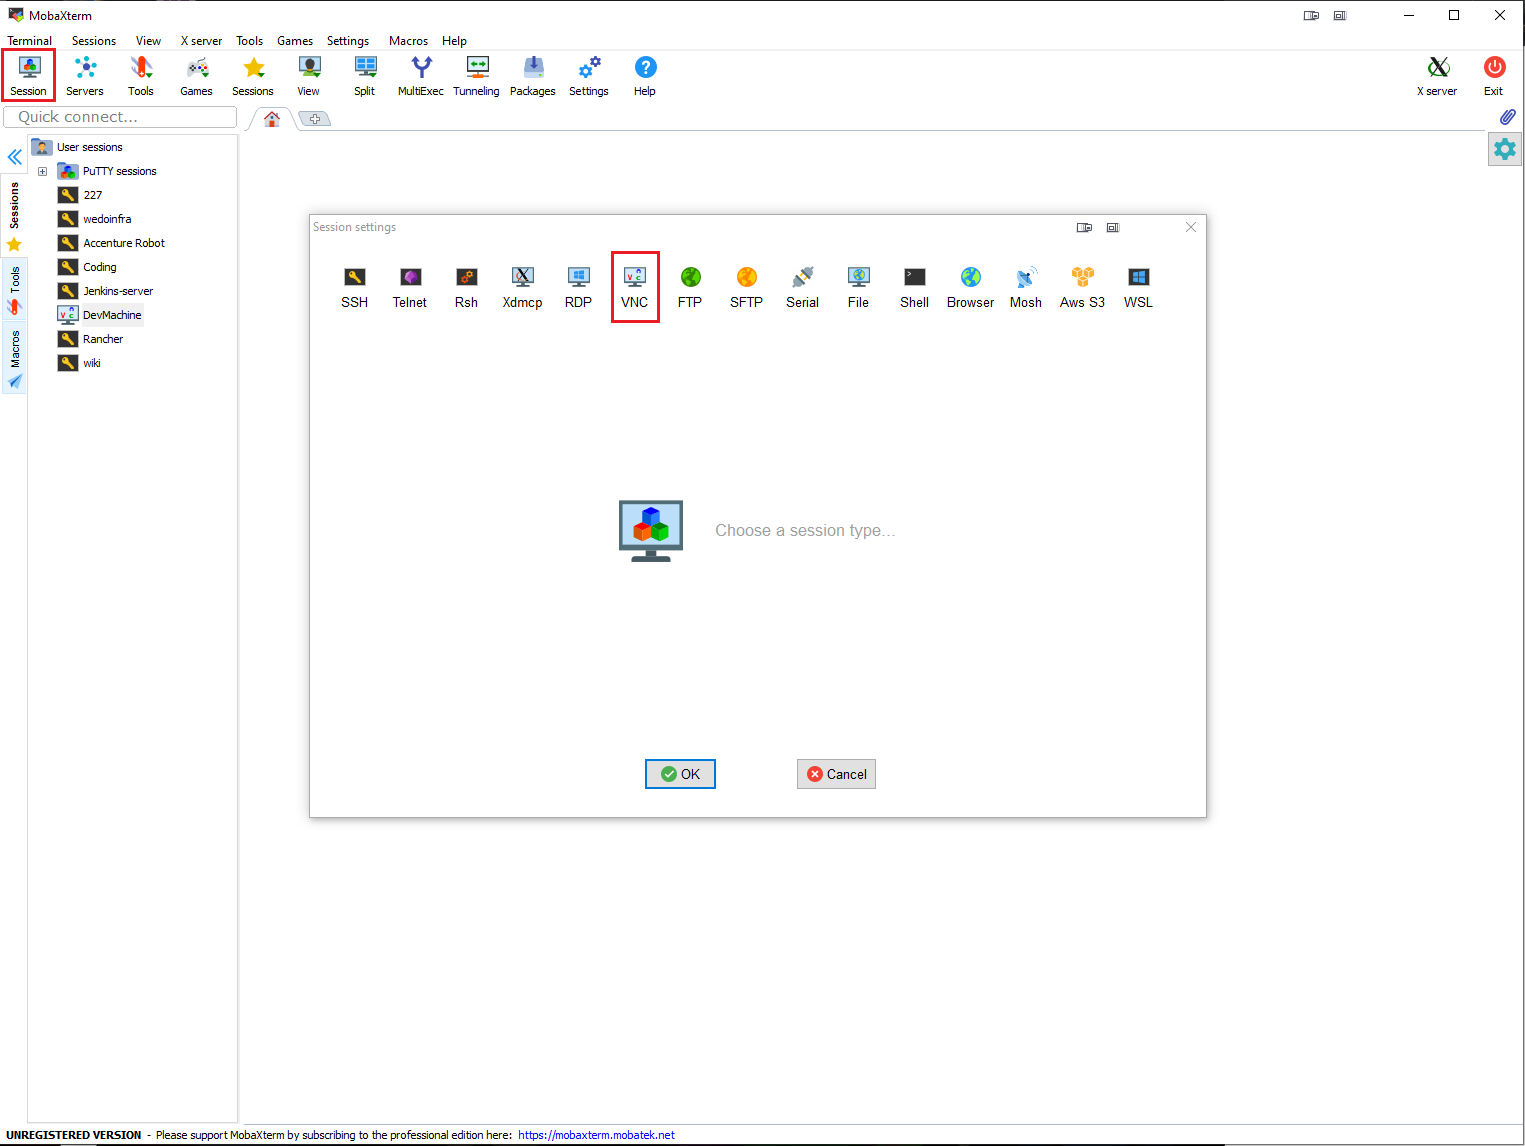 MobaXterm
Terminal Sessions View X server Tools Games Settings Macros Help
Session Servers Tools Games Sessions View Split MultiExec Tunneling Packages Settings Help X server Exit
Quick connect...
User sessions
PuTTY sessions
227
wedoinfra
Accenture Robot
Coding
Jenkins-server
DevMachine
Rancher
wiki
Sessions
Tools
Macros
Session settings
SSH Telnet Rsh Xdmcp RDP VNC FTP SFTP Serial File Shell Browser Mosh Aws S3 WSL
Choose a session type...
OK Cancel
UNREGISTERED VERSION - Please support MobaXterm by subscribing to the professional edition here: https://mobaxterm.mobatek.net